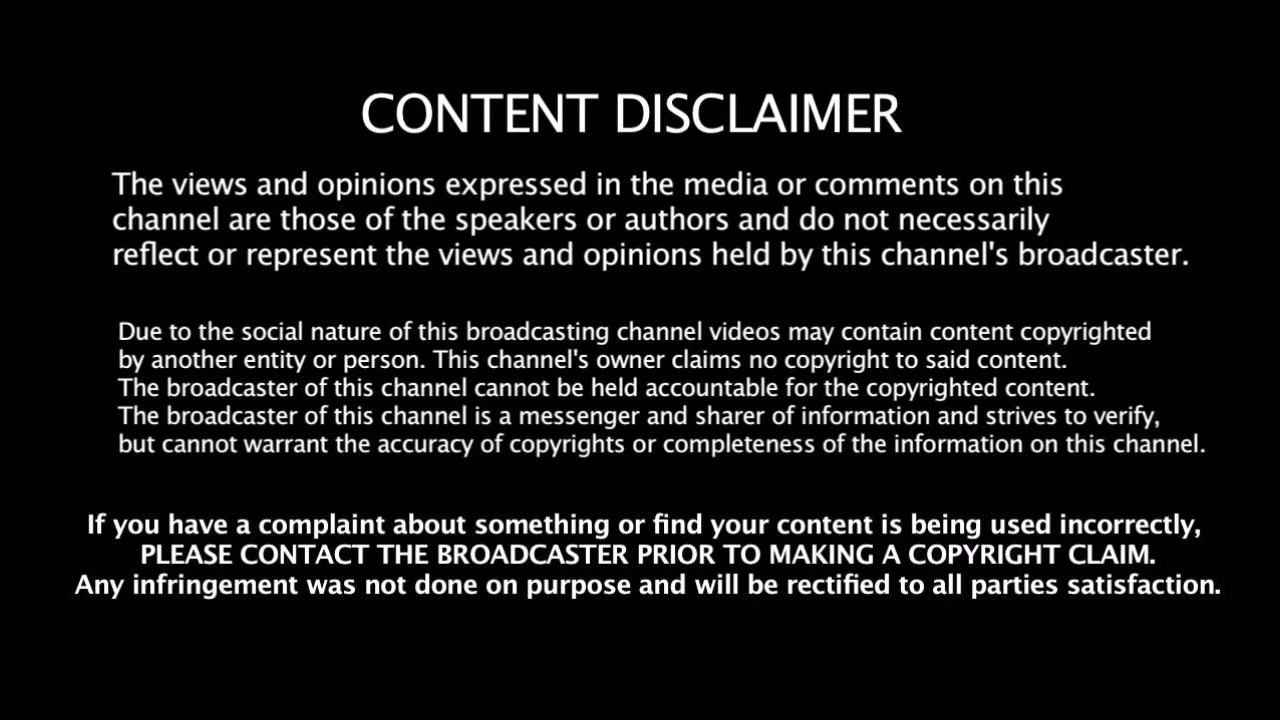 CONTENT DISCLAIMER
The views and opinions expressed in the media or comments on this
channel are those of the speakers or authors and do not necessarily
reflect or represent the views and opinions held by this channel's broadcaster.
Due to the social nature of this broadcasting channel videos may contain content copyrighted
by another entity or person. This channel's owner claims no copyright to said content.
The broadcaster of this channel cannot be held accountable for the copyrighted content.
The broadcaster of this channel is a messenger and sharer of information and strives to verify,
but cannot warrant the accuracy of copyrights or completeness of the information on this channel.
If you have a complaint about something or find your content is being used incorrectly,
PLEASE CONTACT THE BROADCASTER PRIOR TO MAKING A COPYRIGHT CLAIM.
Any infringement was not done on purpose and will be rectified to all parties satisfaction.